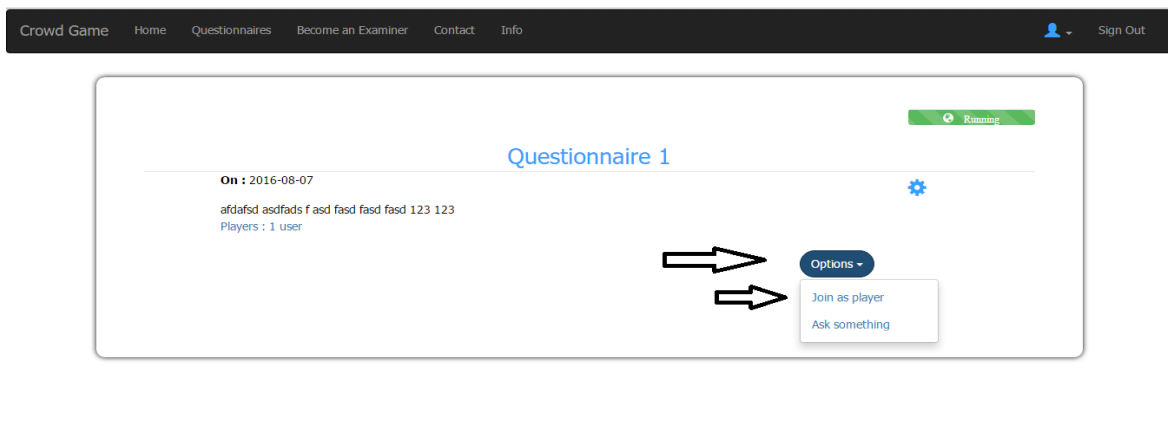 Crowd Game Home Questionnaires Become an Examiner Contact Info Sign Out
Running
Questionnaire 1
On : 2016-08-07
afdafsd asdfads f asd fasd fasd fasd 123 123
Players : 1 user
Options
Join as player
Ask something